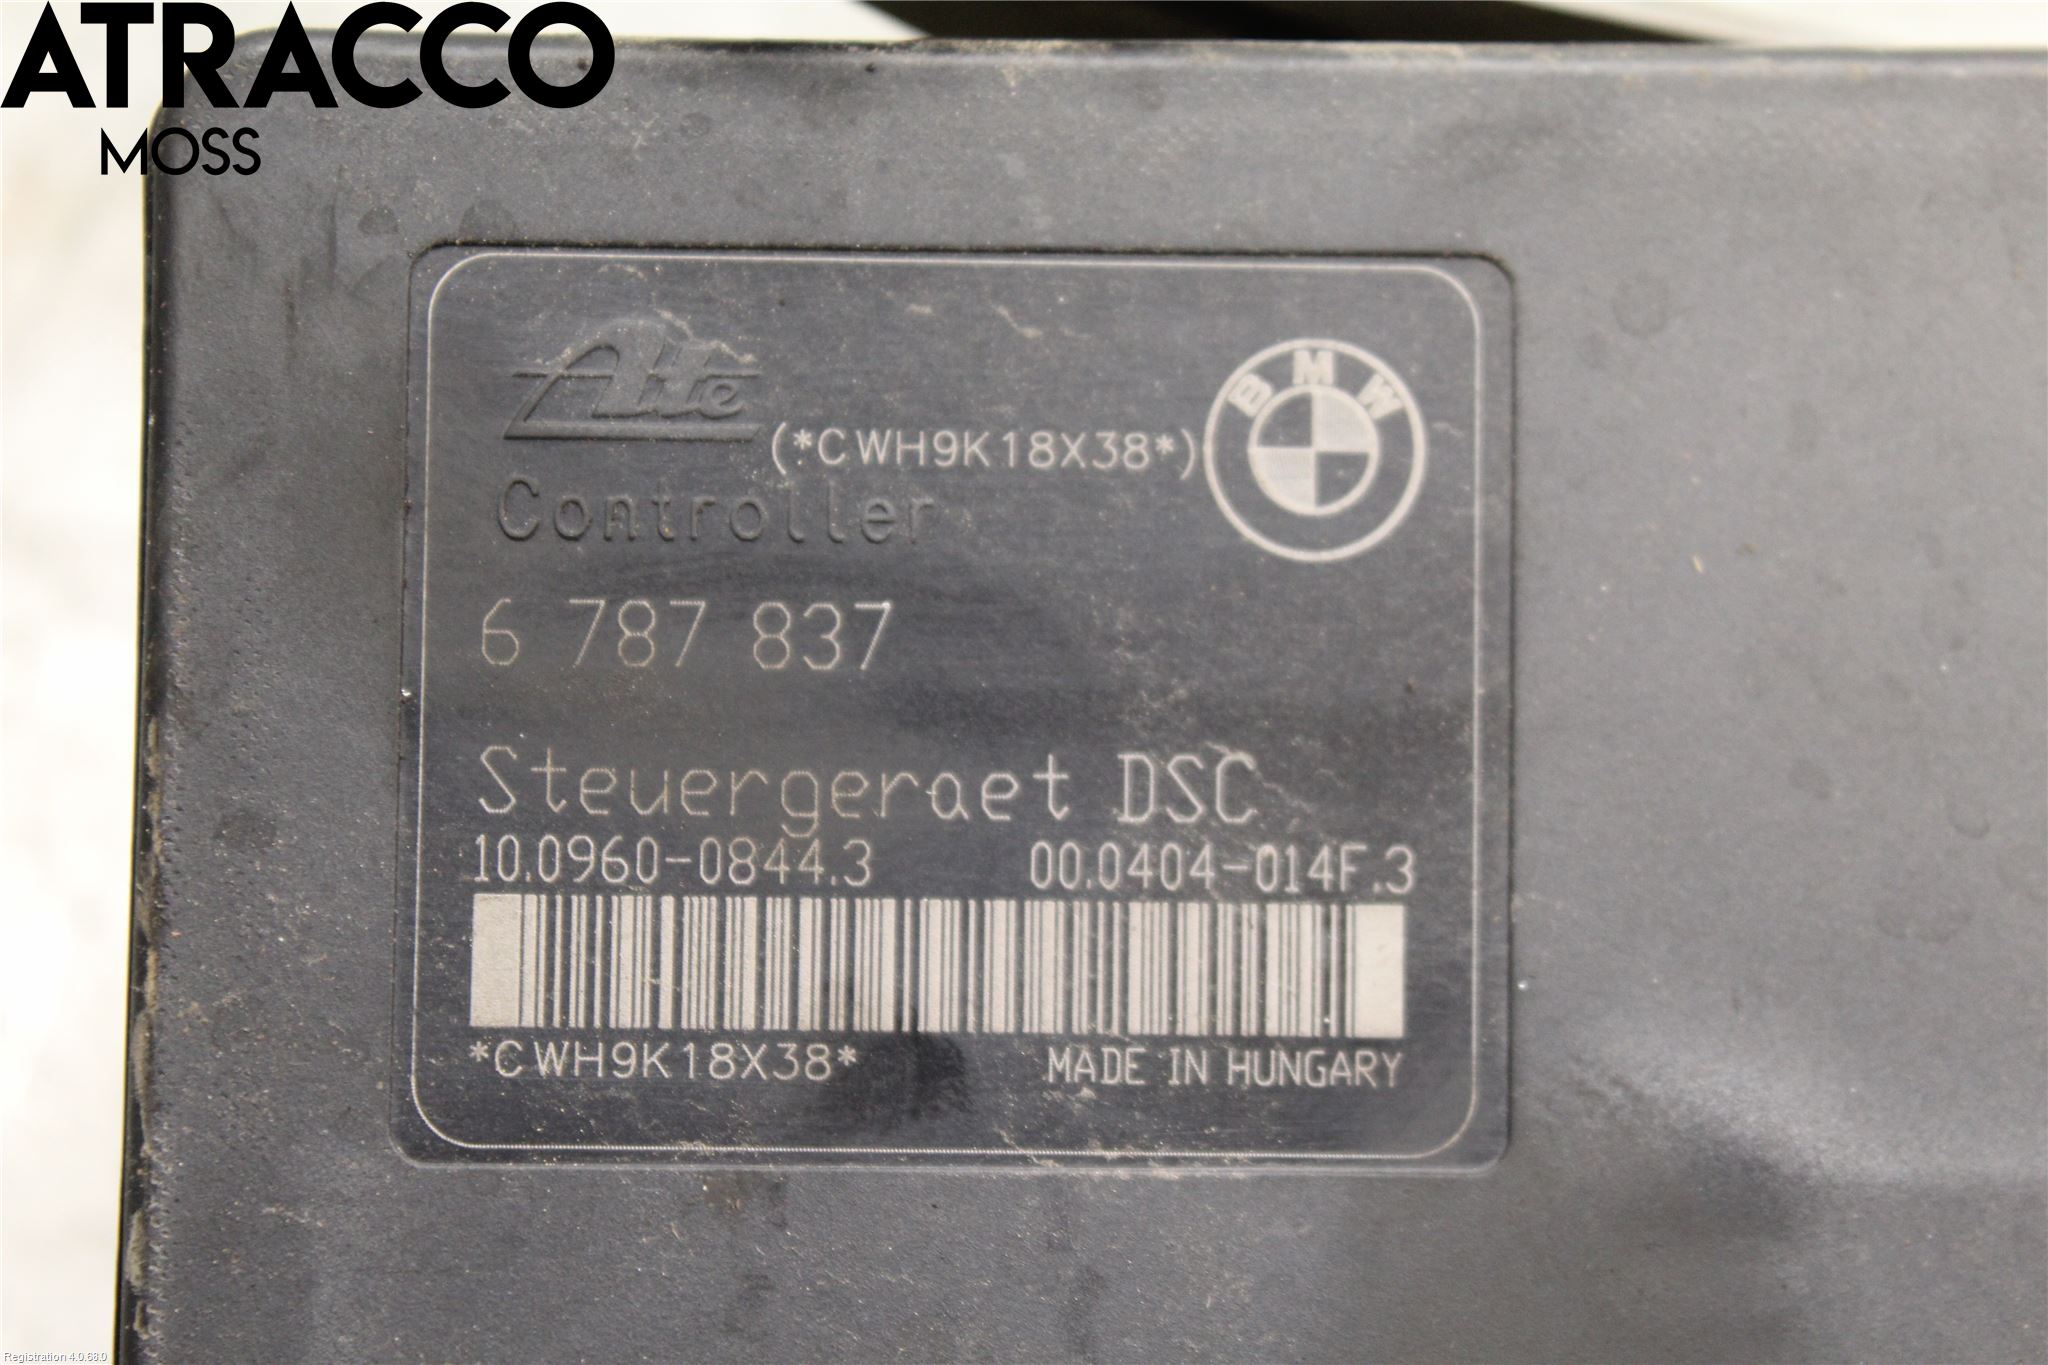 ATRACCO
MOSS
Ate
(*CWH9K18X38*)
BMW
Controller
6 787 837
Steuergeraet DSC
10.0960-0844.3 00.0404-014F.3
*CWH9K18X38* MADE IN HUNGARY
Registration 4.0.68.0